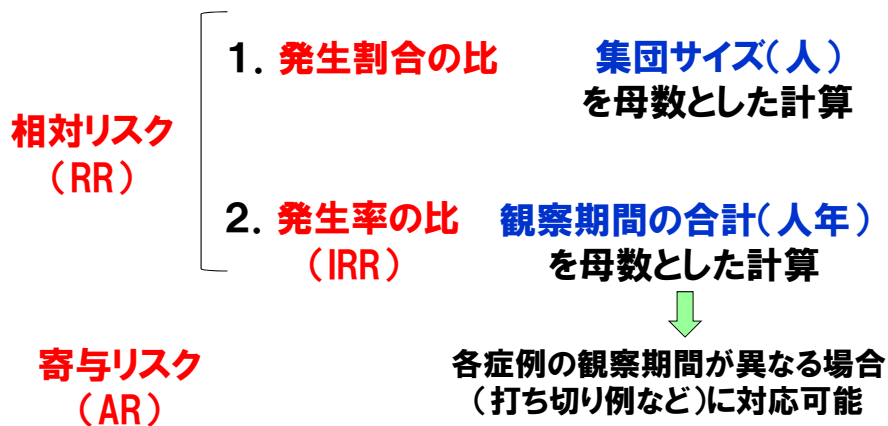 1. 発生割合の比
集団サイズ(人)
を母数とした計算
相対リスク
(RR)
2. 発生率の比
(IRR)
観察期間の合計(人年)
を母数とした計算
寄与リスク
(AR)
各症例の観察期間が異なる場合
(打ち切り例など)に対応可能